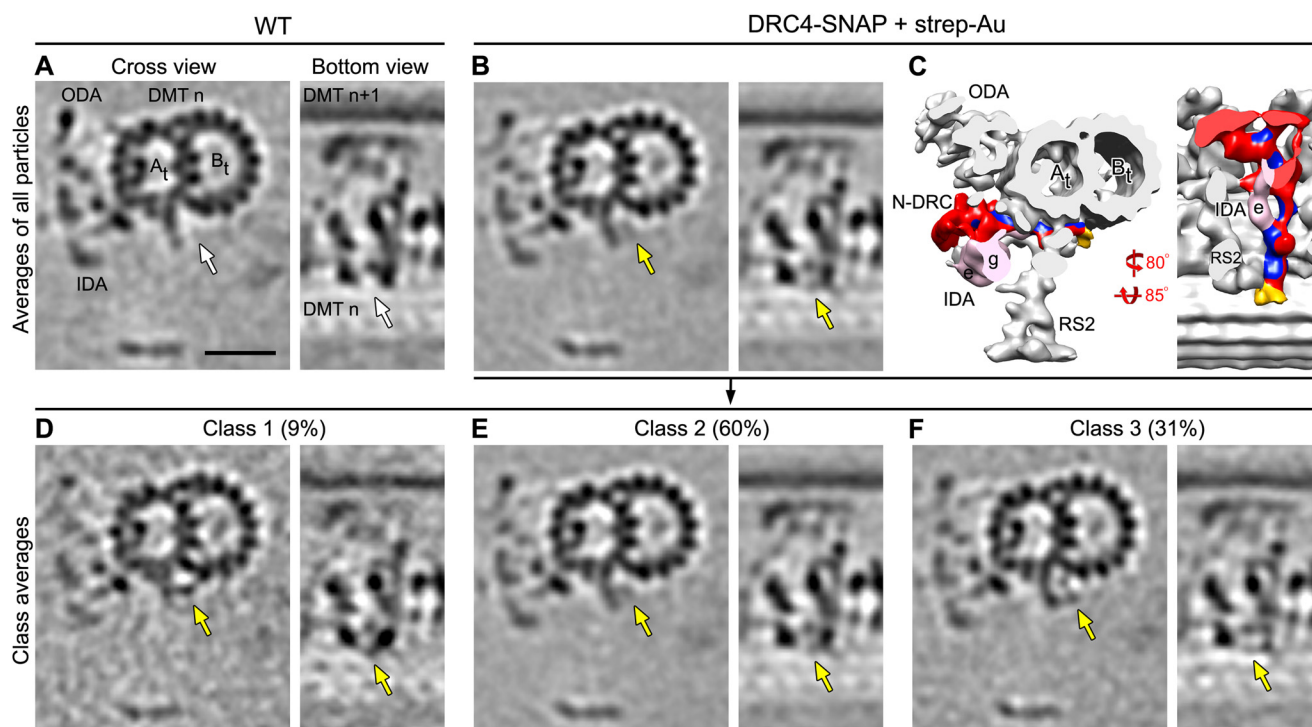 WT
DRC4-SNAP + strep-Au
Averages of all particles
A
Cross view
Bottom view
ODA
DMT n
DMT n+1
At
Bt
IDA
DMT n
B
C
ODA
At
Bt
N-DRC
g
e
IDA
RS2
80°
85°
IDA
e
RS2
Class averages
D
Class 1 (9%)
E
Class 2 (60%)
F
Class 3 (31%)